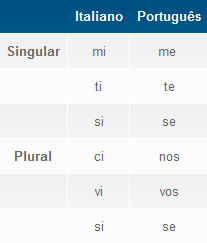 Italiano Português
Singular mi me
ti te
si se
Plural ci nos
vi vos
si se